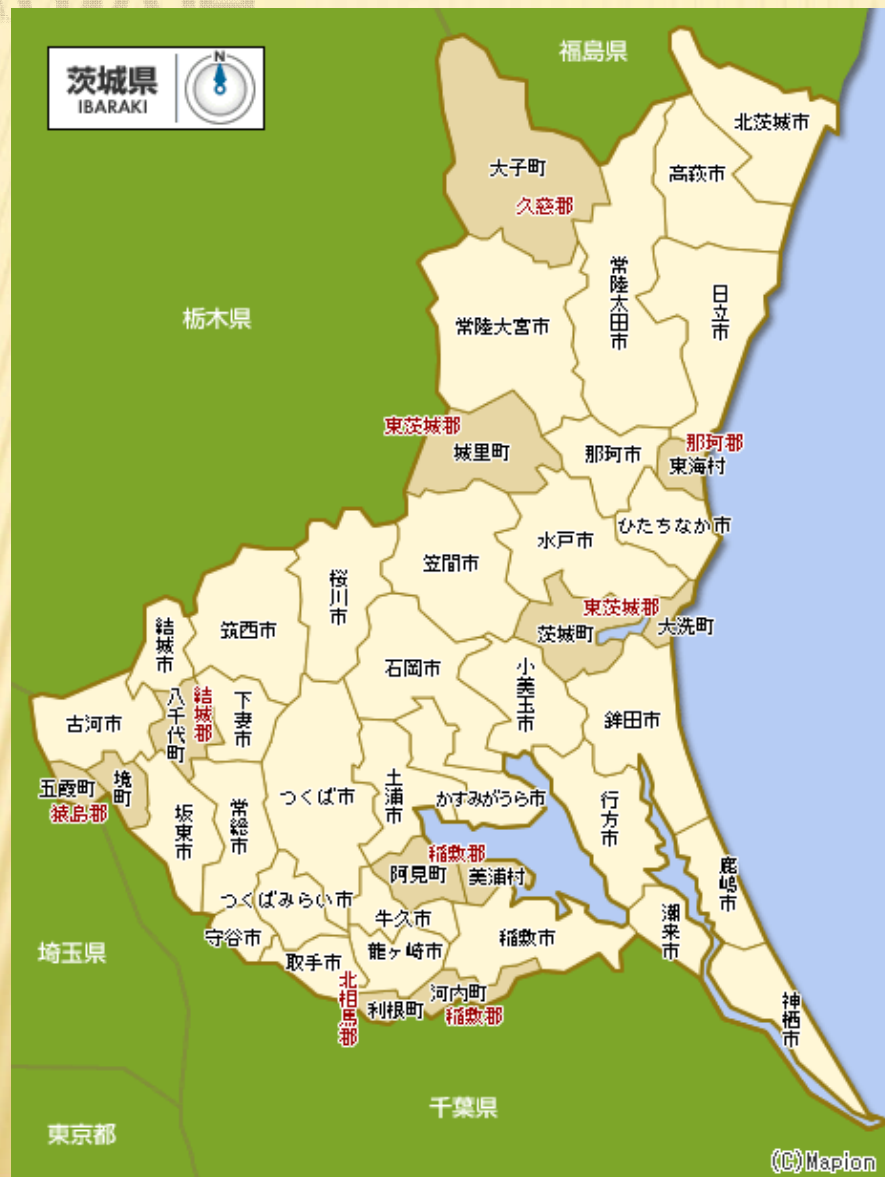 茨城県
IBARAKI
N
福島県
北茨城市
大子町
高萩市
久慈郡
常陸太田市
日立市
栃木県
常陸大宮市
東茨城郡
城里町
那珂市
那珂郡
東海村
ひたちなか市
水戸市
笠間市
桜川市
筑西市
結城市
東茨城郡
茨城町
大洗町
石岡市
小美玉市
鉾田市
古河市
八千代町
結城郡
下妻市
五霞町
境町
猿島郡
坂東市
常総市
つくば市
土浦市
かすみがうら市
行方市
鹿嶋市
稲敷郡
阿見町
美浦村
つくばみらい市
牛久市
守谷市
取手市
龍ヶ崎市
稲敷市
潮来市
神栖市
埼玉県
北相馬郡
利根町
河内町
稲敷郡
千葉県
東京都
(C)Mapion